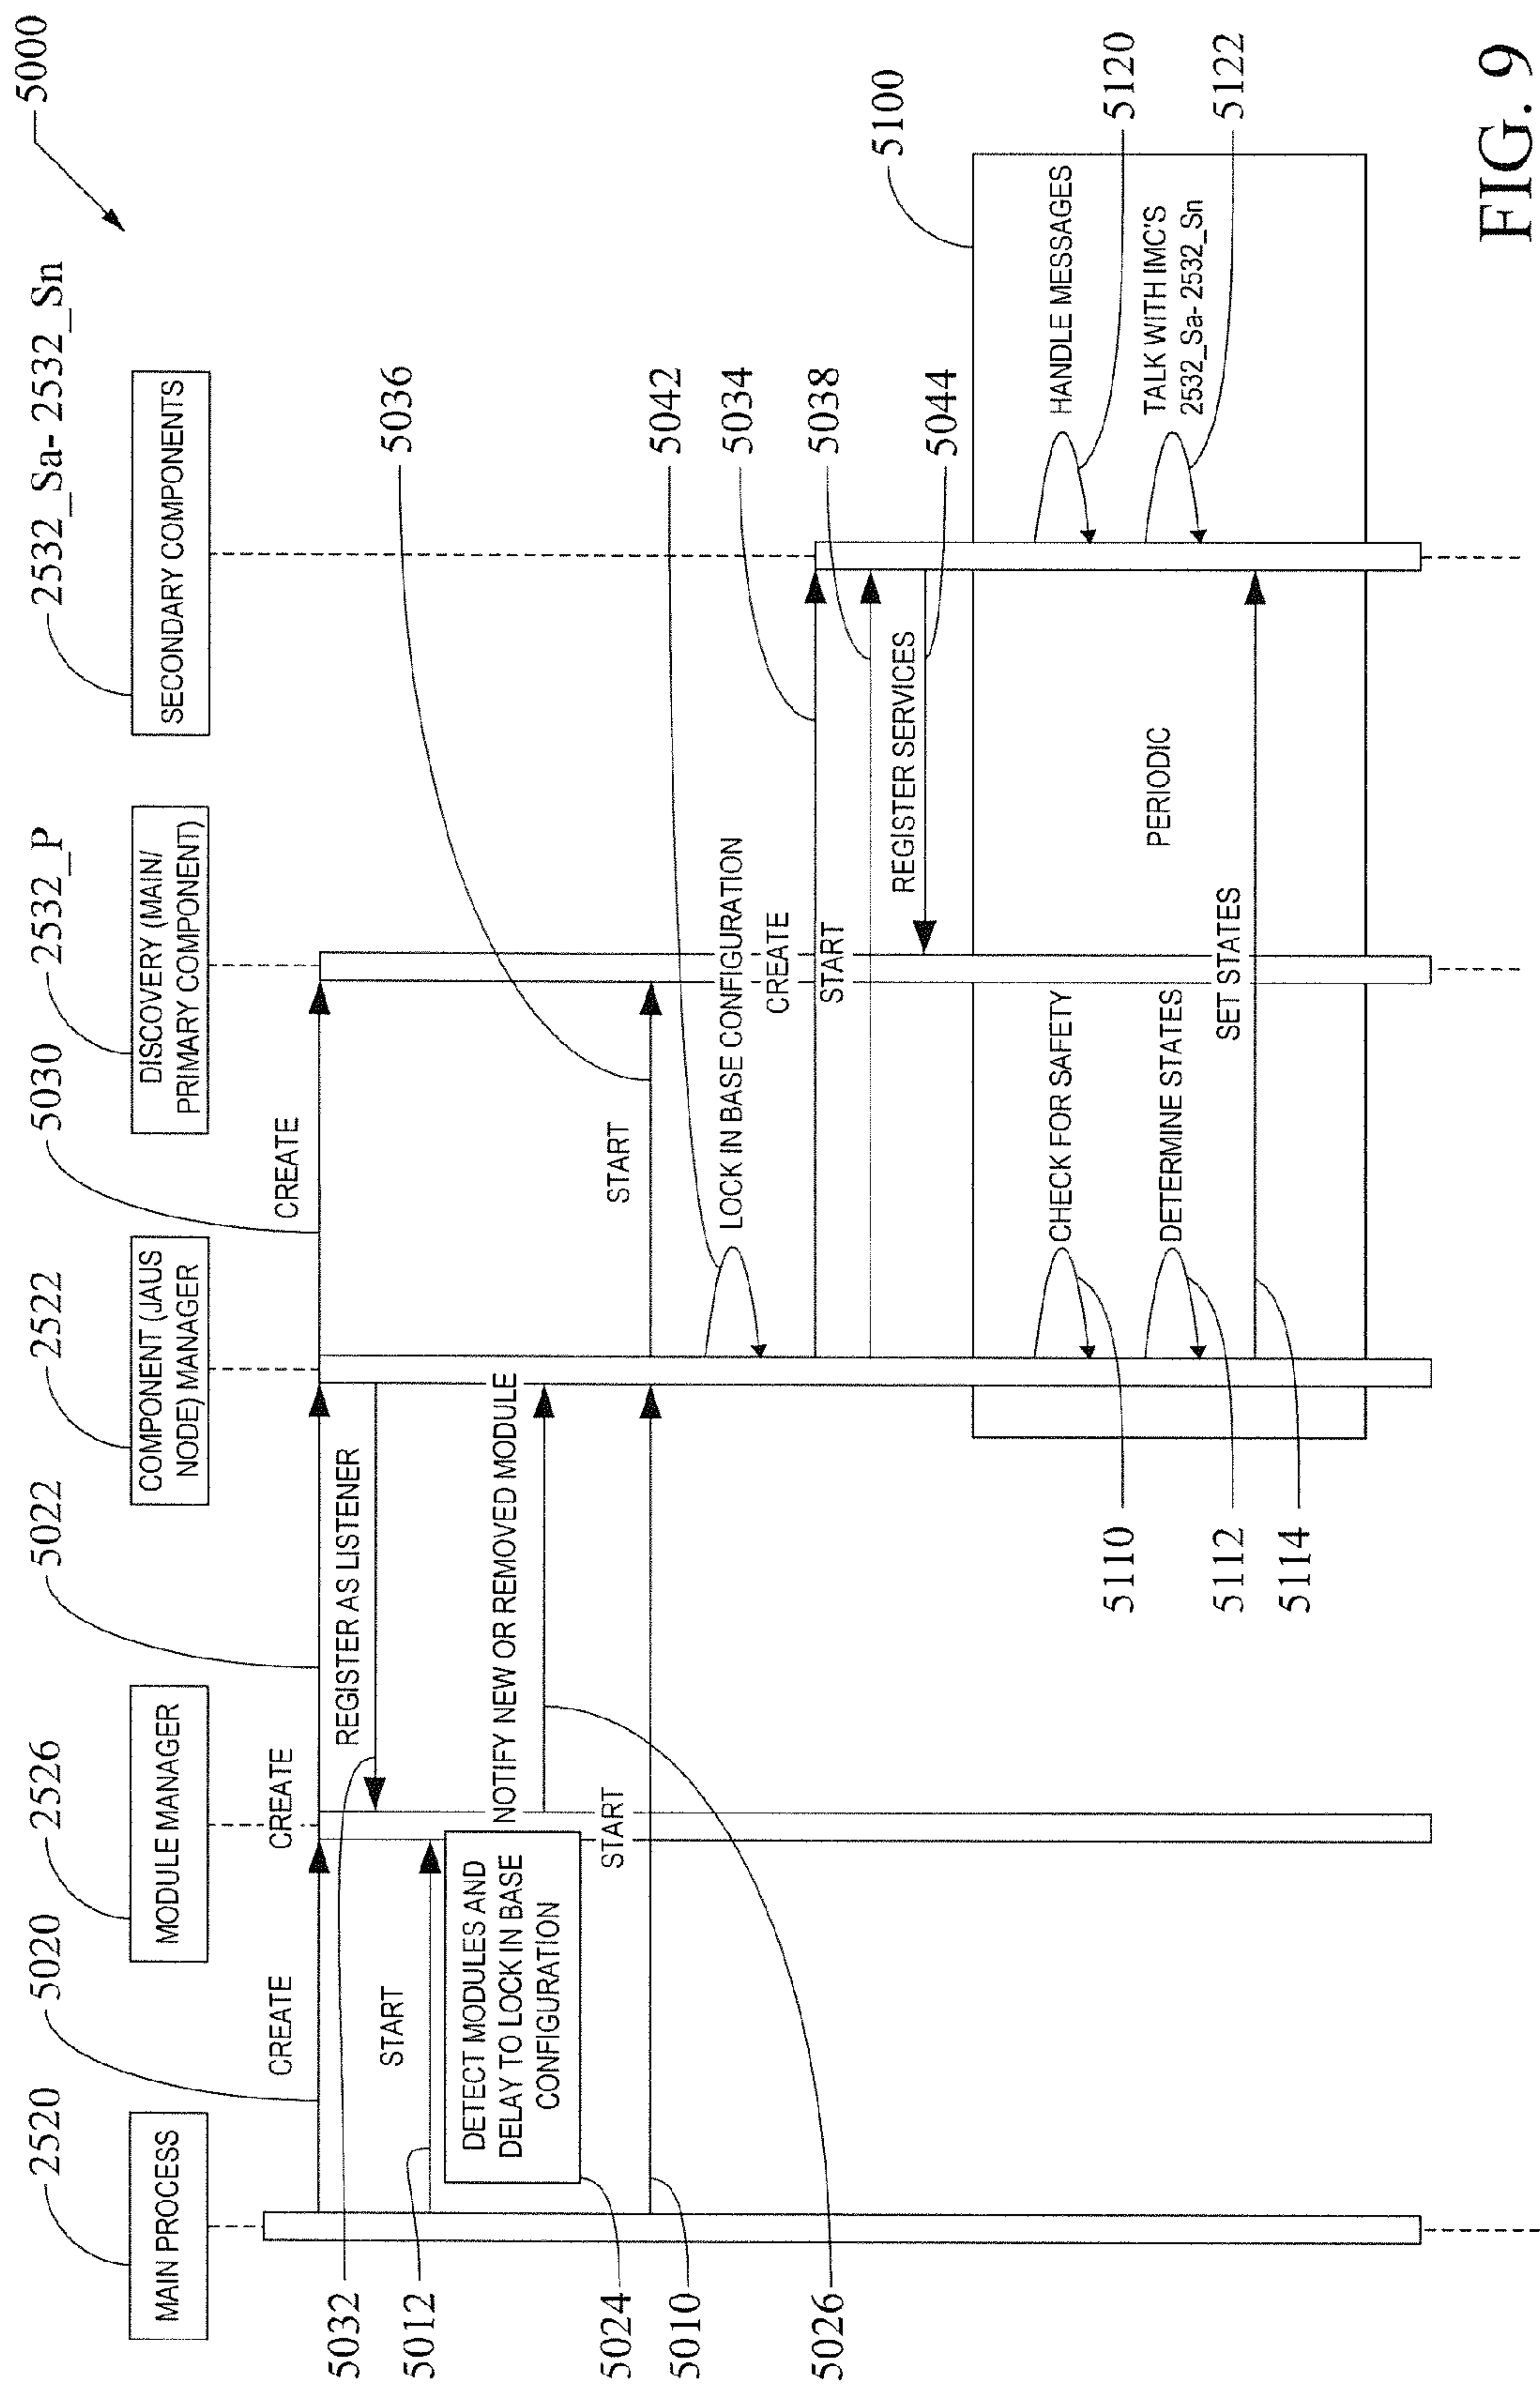 5000
2520
5020
2526
5022
2522
5030
2532_P
2532_Sa- 2532_Sn
MAIN PROCESS
MODULE MANAGER
COMPONENT (JAUS
NODE) MANAGER
DISCOVERY (MAIN/
PRIMARY COMPONENT)
SECONDARY COMPONENTS
CREATE
CREATE
CREATE
5032
REGISTER AS LISTENER
5036
5012
START
DETECT MODULES AND
DELAY TO LOCK IN BASE
CONFIGURATION
NOTIFY NEW OR REMOVED MODULE
5024
START
START
5010
5042
LOCK IN BASE CONFIGURATION
5034
CREATE
5026
START
5038
REGISTER SERVICES
5044
5100
CHECK FOR SAFETY
HANDLE MESSAGES
5110
5120
DETERMINE STATES
PERIODIC
TALK WITH IMC'S
2532_Sa- 2532_Sn
5112
5122
SET STATES
5114
FIG. 9